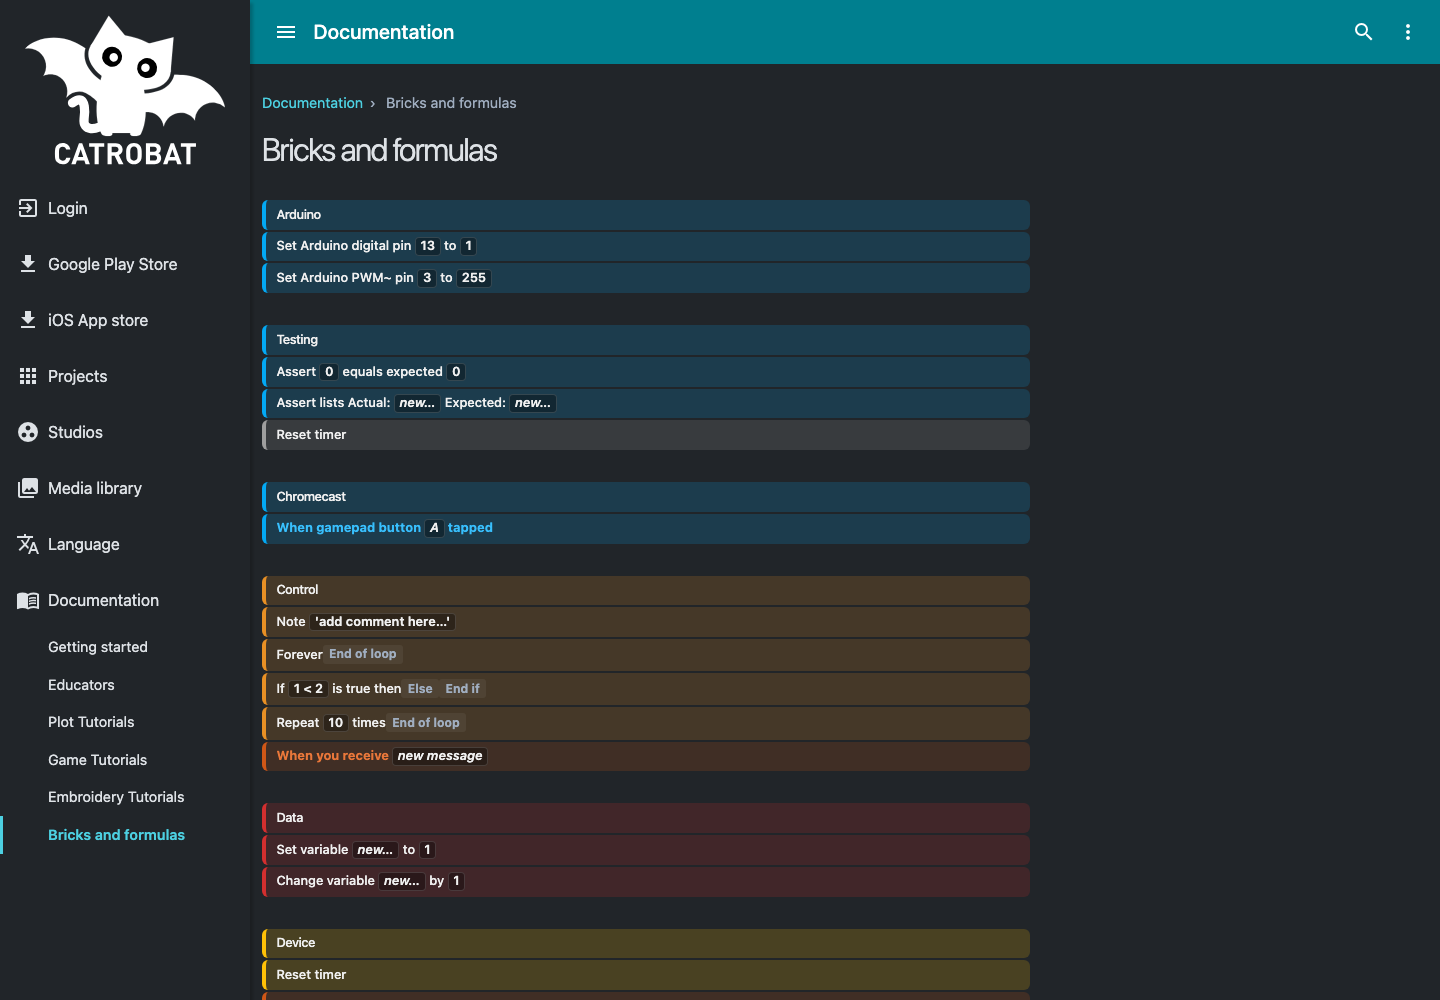 CATROBAT
Login
Google Play Store
iOS App store
Projects
Studios
Media library
Language
Documentation
Getting started
Educators
Plot Tutorials
Game Tutorials
Embroidery Tutorials
Bricks and formulas
Documentation
Documentation › Bricks and formulas
Bricks and formulas
Arduino
Set Arduino digital pin 13 to 1
Set Arduino PWM~ pin 3 to 255
Testing
Assert 0 equals expected 0
Assert lists Actual: new... Expected: new...
Reset timer
Chromecast
When gamepad button A tapped
Control
Note 'add comment here...'
Forever End of loop
If 1 < 2 is true then Else End if
Repeat 10 times End of loop
When you receive new message
Data
Set variable new... to 1
Change variable new... by 1
Device
Reset timer